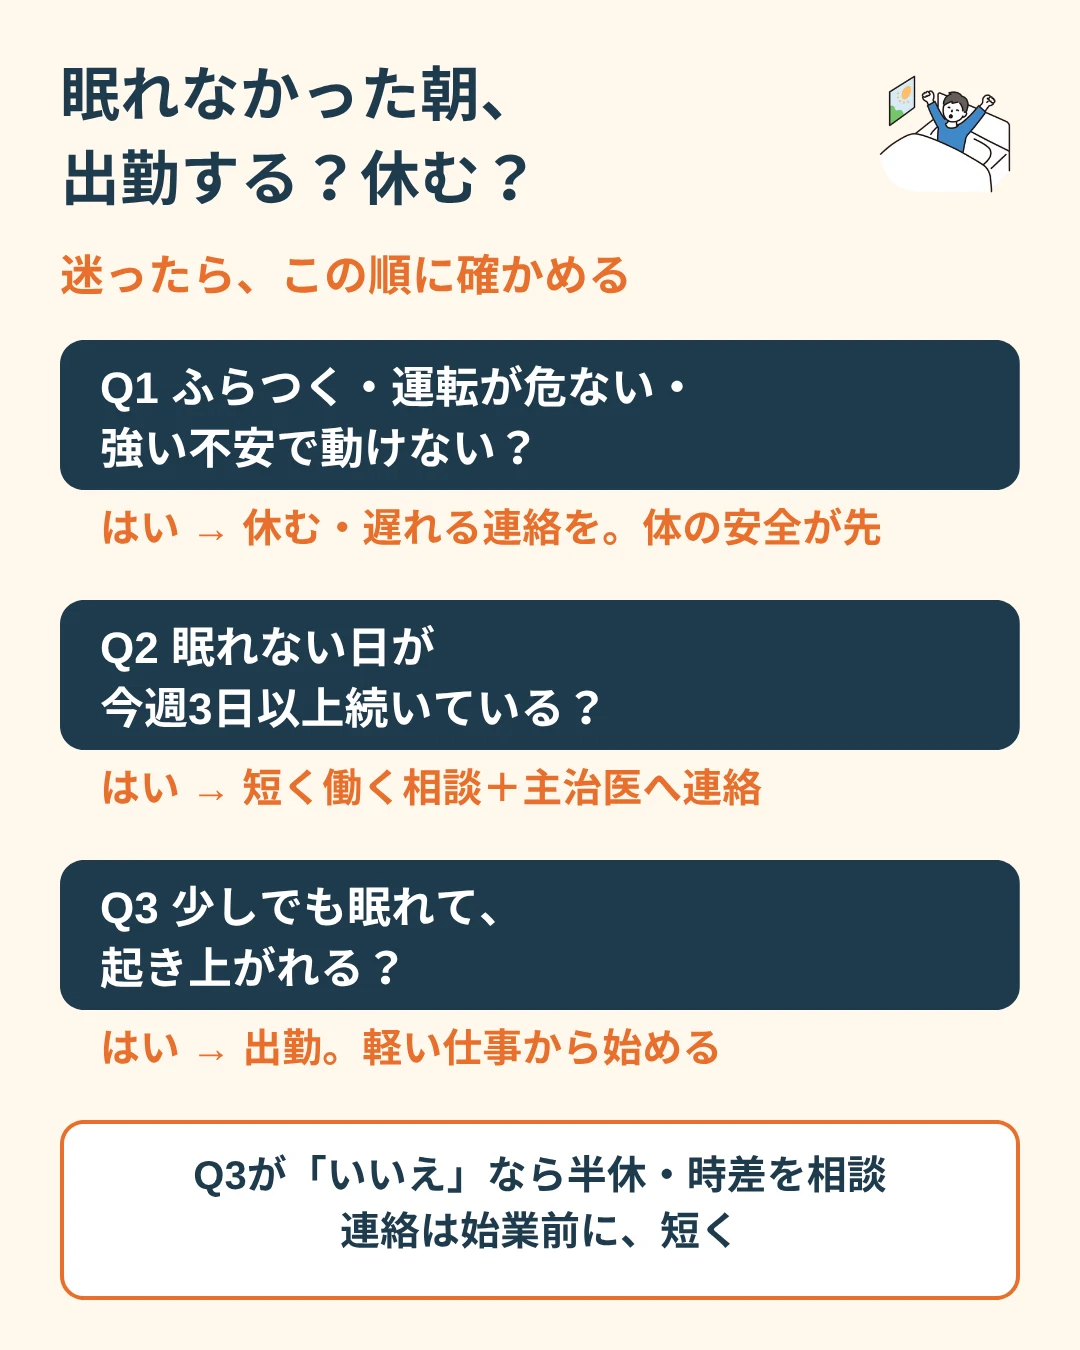 眠れなかった朝、
出勤する？休む？
迷ったら、この順に確かめる
Q1 ふらつく・運転が危ない・
強い不安で動けない？
はい → 休む・遅れる連絡を。体の安全が先
Q2 眠れない日が
今週3日以上続いている？
はい → 短く働く相談＋主治医へ連絡
Q3 少しでも眠れて、
起き上がれる？
はい → 出勤。軽い仕事から始める
Q3が「いいえ」なら半休・時差を相談
連絡は始業前に、短く